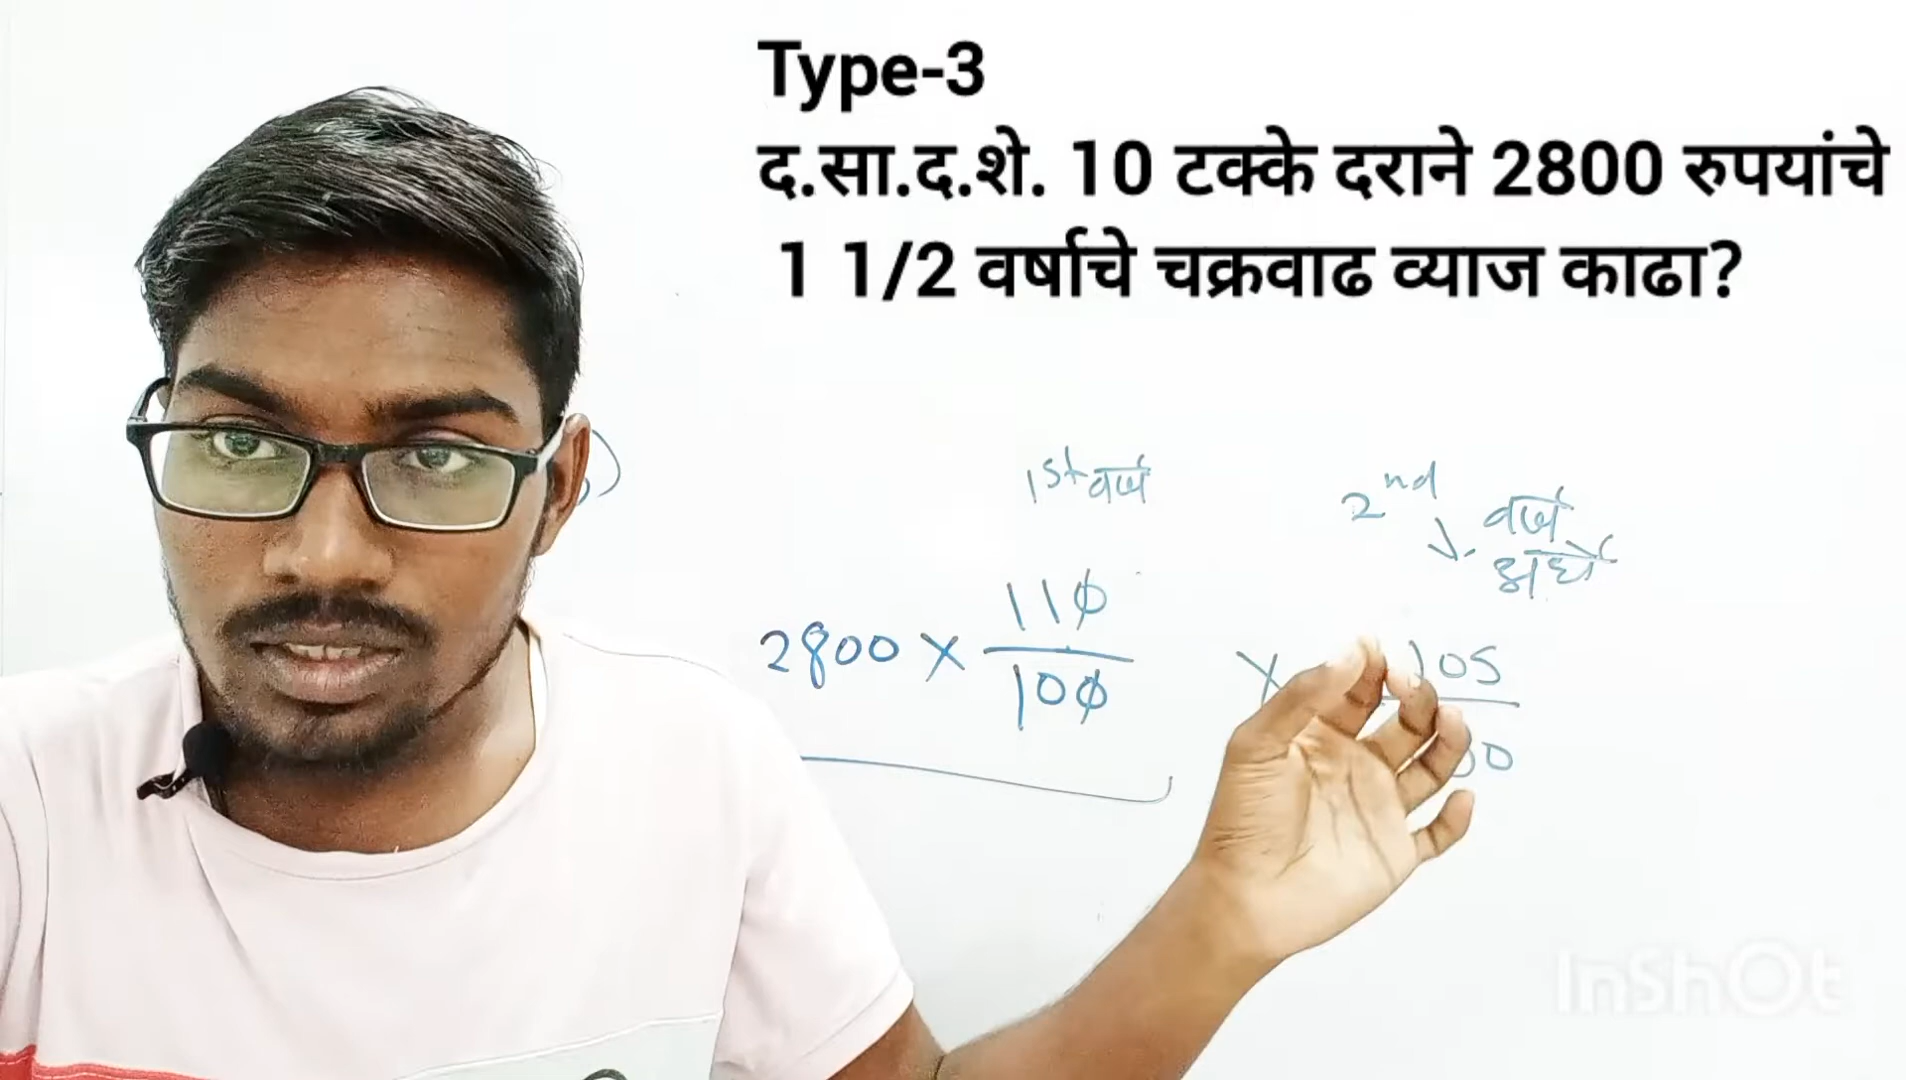 Type-3
द.सा.द.शे. 10 टक्के दराने 2800 रुपयांचे
1 1/2 वर्षाचे चक्रवाढ व्याज काढा?
1st वर्ष
2nd वर्ष
अर्धे
2800 × 110/100 × 105/00
InShOt